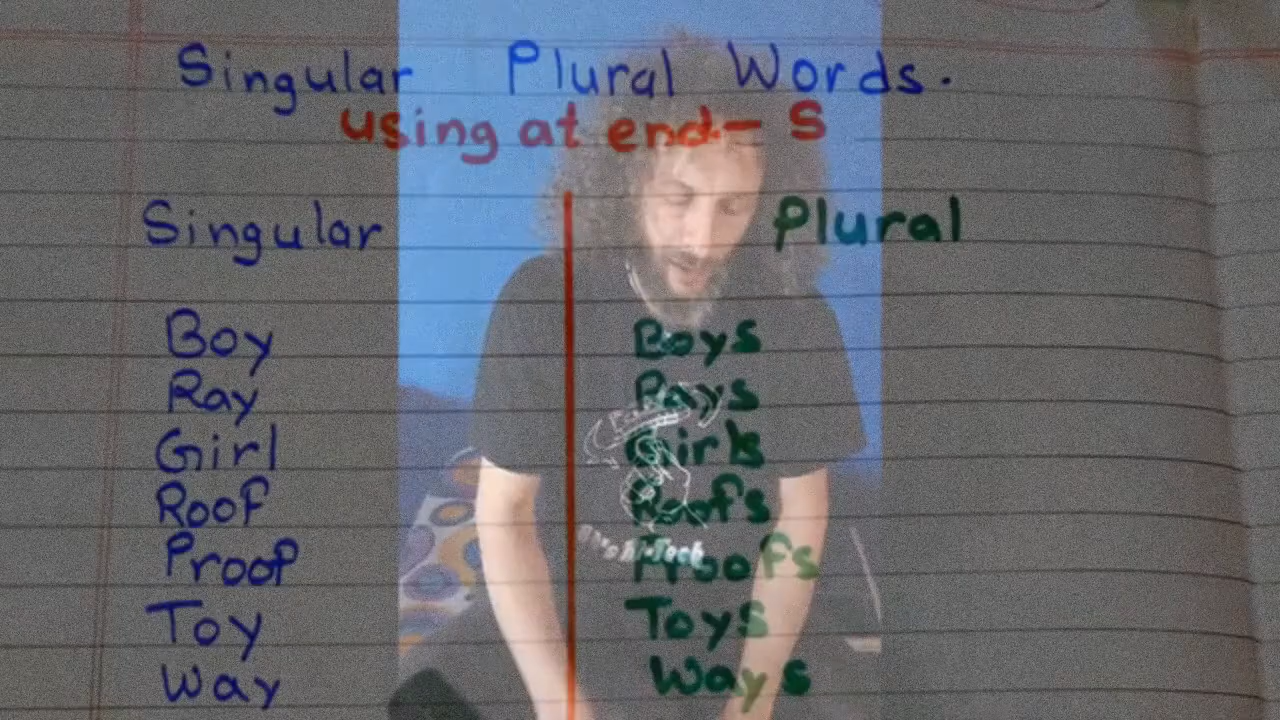 Singular Plural Words.
using at end- S
Singular Plural
Boy Boys
Ray Rays
Girl Girls
Roof Roofs
Proof Proofs
Toy Toys
Way Ways